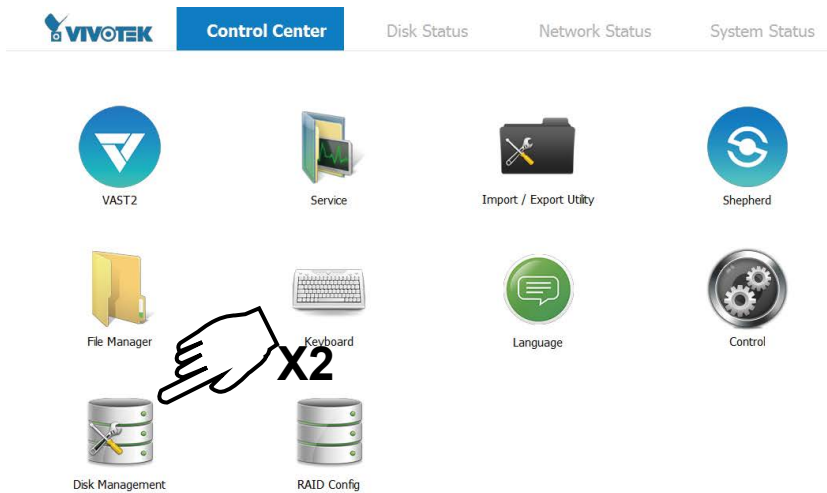 VIVOTEK Control Center Disk Status Network Status System Status
VAST2 Service Import / Export Utility Shepherd
File Manager Keyboard Language Control
X2
Disk Management RAID Config